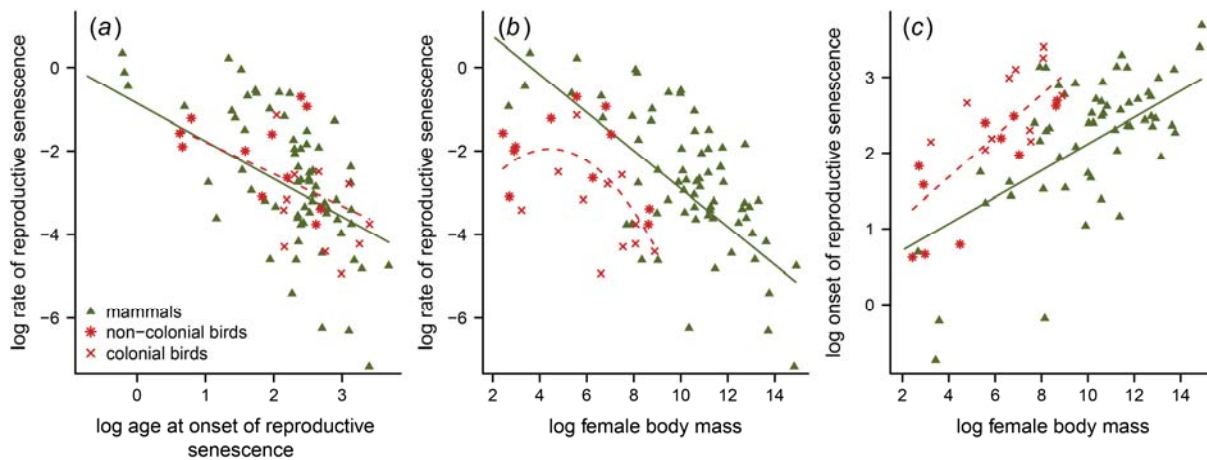 (a)
log rate of reproductive senescence
0
−2
−4
−6
mammals
non−colonial birds
colonial birds
0 1 2 3
log age at onset of reproductive
senescence
(b)
log rate of reproductive senescence
0
−2
−4
−6
2 4 6 8 10 12 14
log female body mass
(c)
log onset of reproductive senescence
3
2
1
0
2 4 6 8 10 12 14
log female body mass